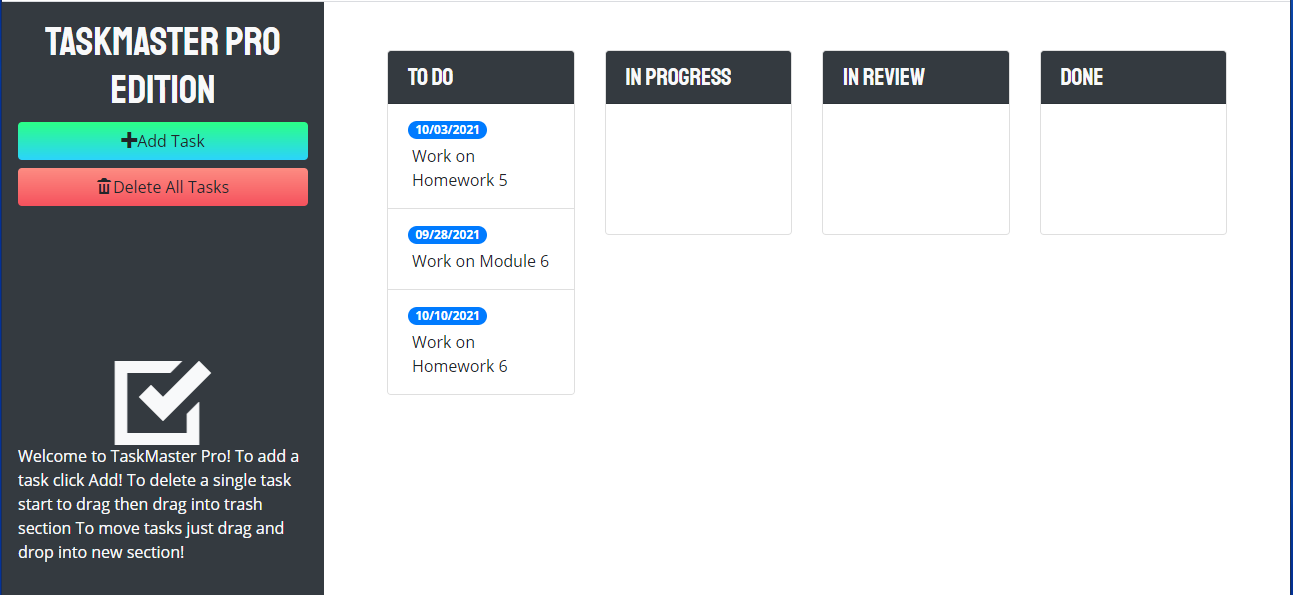 TASKMASTER PRO
EDITION
Add Task
Delete All Tasks
Welcome to TaskMaster Pro! To add a
task click Add! To delete a single task
start to drag then drag into trash
section To move tasks just drag and
drop into new section!
TO DO
10/03/2021
Work on
Homework 5
09/28/2021
Work on Module 6
10/10/2021
Work on
Homework 6
IN PROGRESS
IN REVIEW
DONE